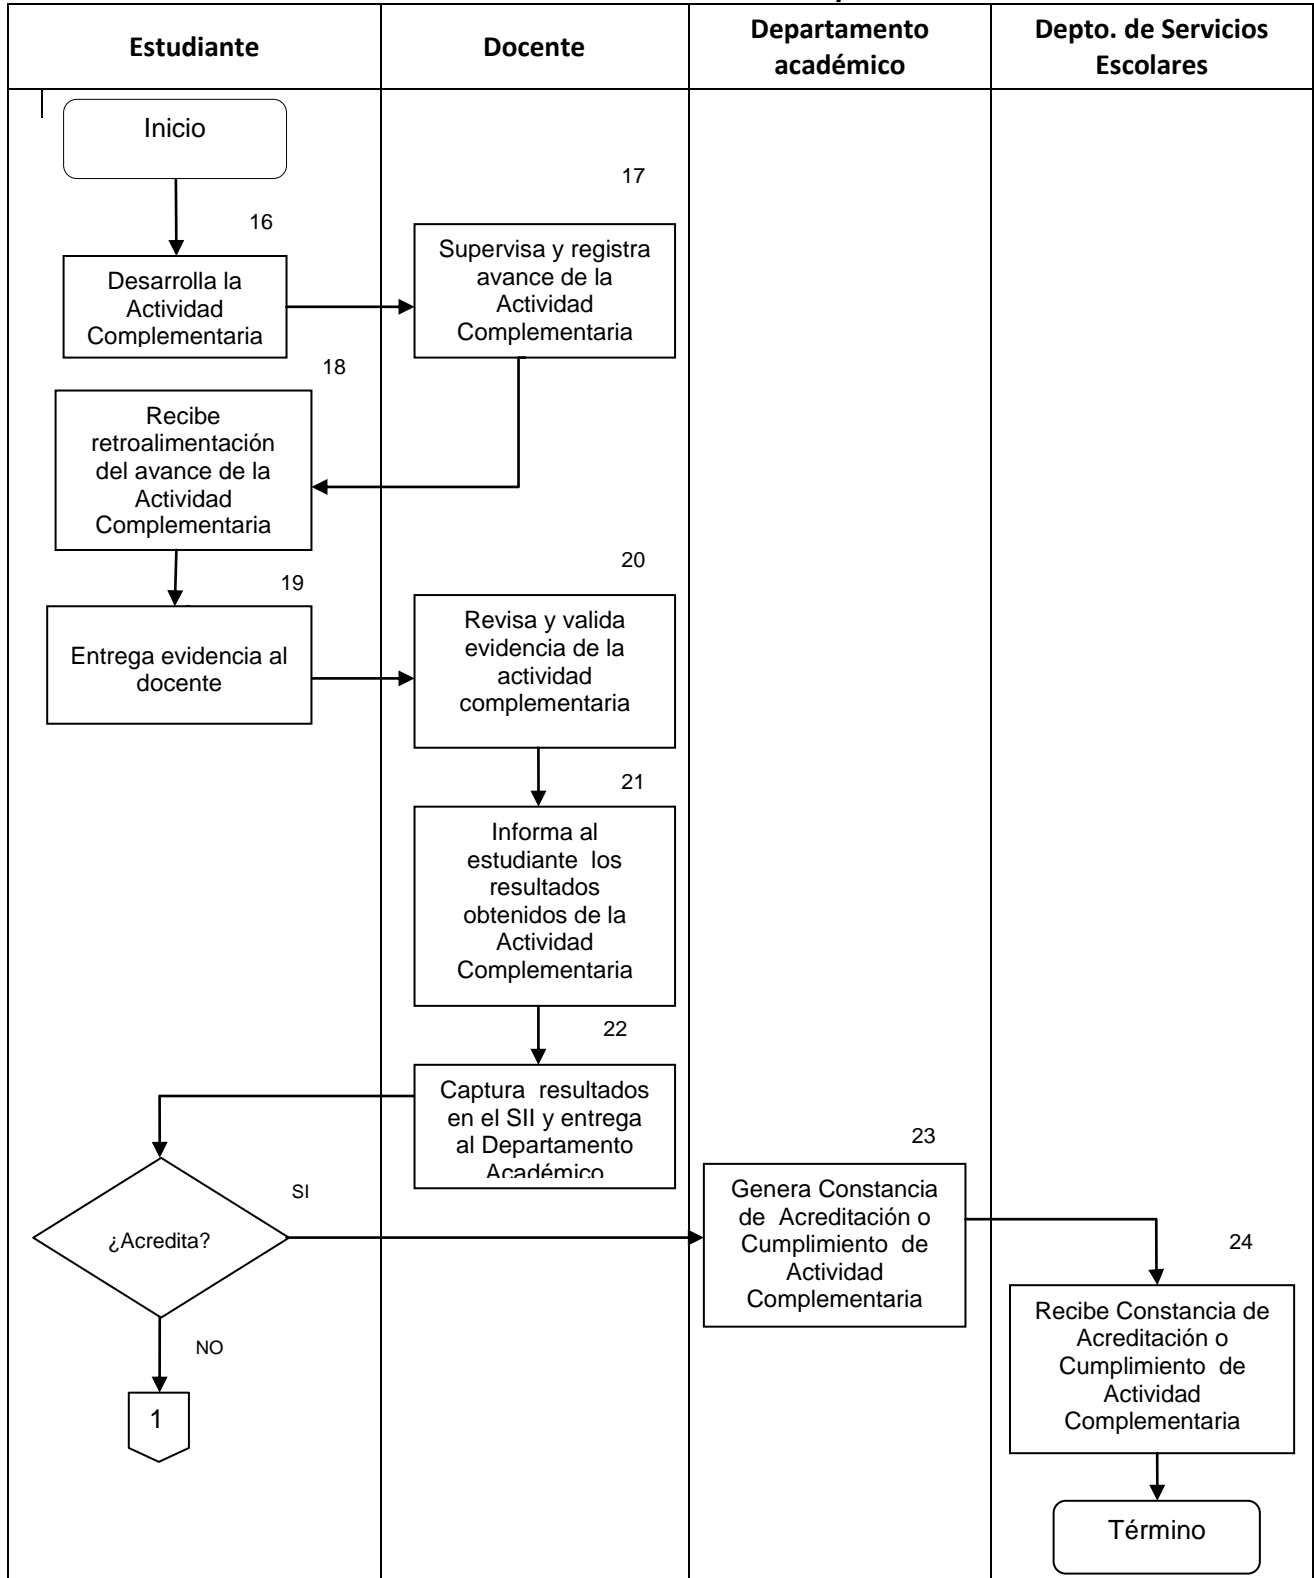 Estudiante
Docente
Departamento
académico
Depto. de Servicios
Escolares
Inicio
16
Desarrolla la
Actividad
Complementaria
17
Supervisa y registra
avance de la
Actividad
Complementaria
18
Recibe
retroalimentación
del avance de la
Actividad
Complementaria
19
Entrega evidencia al
docente
20
Revisa y valida
evidencia de la
actividad
complementaria
21
Informa al
estudiante los
resultados
obtenidos de la
Actividad
Complementaria
22
Captura resultados
en el SII y entrega
al Departamento
Académico
¿Acredita?
SI
NO
1
23
Genera Constancia
de Acreditación o
Cumplimiento de
Actividad
Complementaria
24
Recibe Constancia de
Acreditación o
Cumplimiento de
Actividad
Complementaria
Término